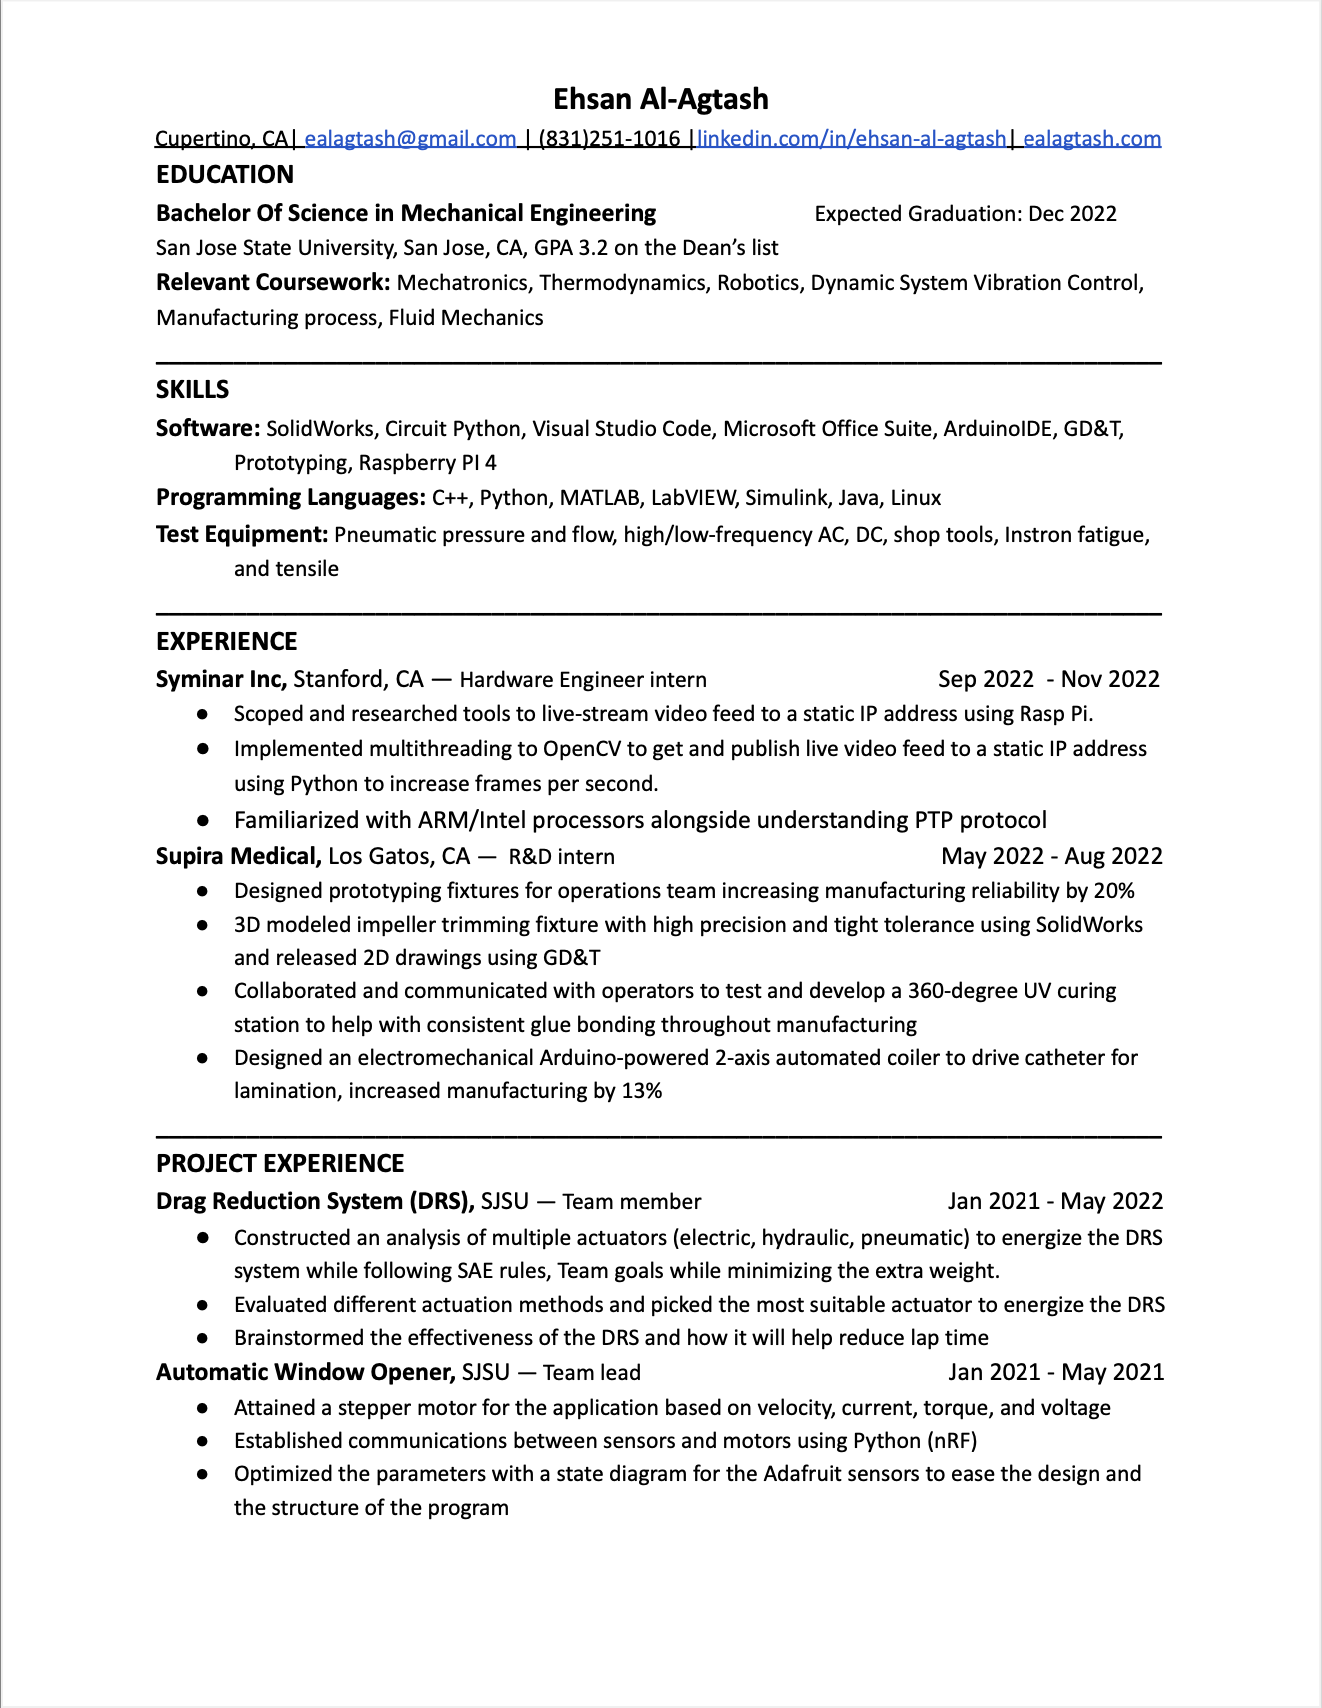 Ehsan Al-Agtash
Cupertino, CA| ealagtash@gmail.com | (831)251-1016 |linkedin.com/in/ehsan-al-agtash| ealagtash.com
EDUCATION
Bachelor Of Science in Mechanical Engineering Expected Graduation: Dec 2022
San Jose State University, San Jose, CA, GPA 3.2 on the Dean’s list
Relevant Coursework: Mechatronics, Thermodynamics, Robotics, Dynamic System Vibration Control,
Manufacturing process, Fluid Mechanics
SKILLS
Software: SolidWorks, Circuit Python, Visual Studio Code, Microsoft Office Suite, ArduinoIDE, GD&T,
Prototyping, Raspberry PI 4
Programming Languages: C++, Python, MATLAB, LabVIEW, Simulink, Java, Linux
Test Equipment: Pneumatic pressure and flow, high/low-frequency AC, DC, shop tools, Instron fatigue,
and tensile
EXPERIENCE
Syminar Inc, Stanford, CA — Hardware Engineer intern Sep 2022 - Nov 2022
● Scoped and researched tools to live-stream video feed to a static IP address using Rasp Pi.
● Implemented multithreading to OpenCV to get and publish live video feed to a static IP address
using Python to increase frames per second.
● Familiarized with ARM/Intel processors alongside understanding PTP protocol
Supira Medical, Los Gatos, CA — R&D intern May 2022 - Aug 2022
● Designed prototyping fixtures for operations team increasing manufacturing reliability by 20%
● 3D modeled impeller trimming fixture with high precision and tight tolerance using SolidWorks
and released 2D drawings using GD&T
● Collaborated and communicated with operators to test and develop a 360-degree UV curing
station to help with consistent glue bonding throughout manufacturing
● Designed an electromechanical Arduino-powered 2-axis automated coiler to drive catheter for
lamination, increased manufacturing by 13%
PROJECT EXPERIENCE
Drag Reduction System (DRS), SJSU — Team member Jan 2021 - May 2022
● Constructed an analysis of multiple actuators (electric, hydraulic, pneumatic) to energize the DRS
system while following SAE rules, Team goals while minimizing the extra weight.
● Evaluated different actuation methods and picked the most suitable actuator to energize the DRS
● Brainstormed the effectiveness of the DRS and how it will help reduce lap time
Automatic Window Opener, SJSU — Team lead Jan 2021 - May 2021
● Attained a stepper motor for the application based on velocity, current, torque, and voltage
● Established communications between sensors and motors using Python (nRF)
● Optimized the parameters with a state diagram for the Adafruit sensors to ease the design and
the structure of the program